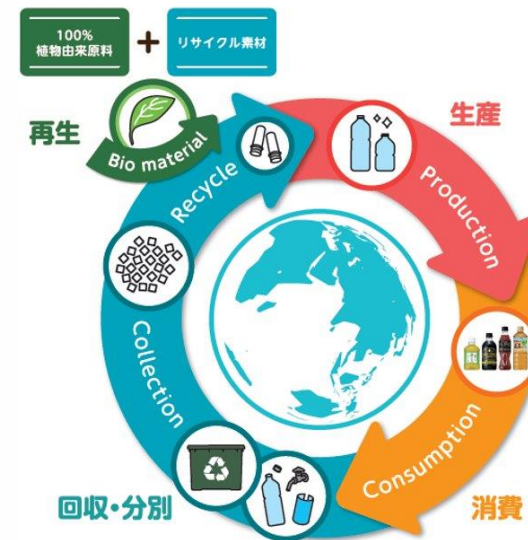 100%
植物由来原料
+
リサイクル素材
再生
Bio material
Recycle
生産
Production
Collection
Consumption
回収・分別
消費